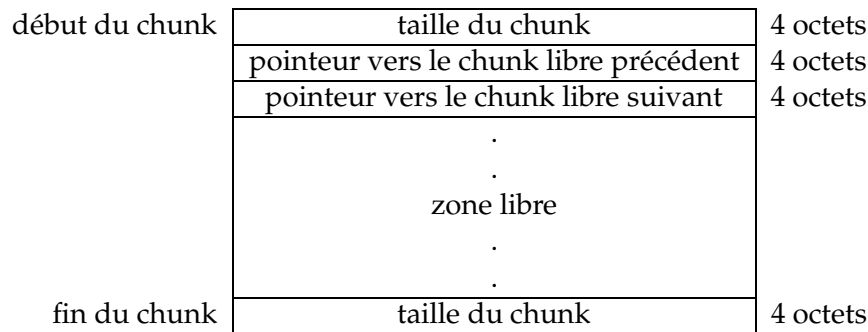 début du chunk taille du chunk 4 octets
pointeur vers le chunk libre précédent 4 octets
pointeur vers le chunk libre suivant 4 octets
.
.
zone libre
.
.
fin du chunk taille du chunk 4 octets